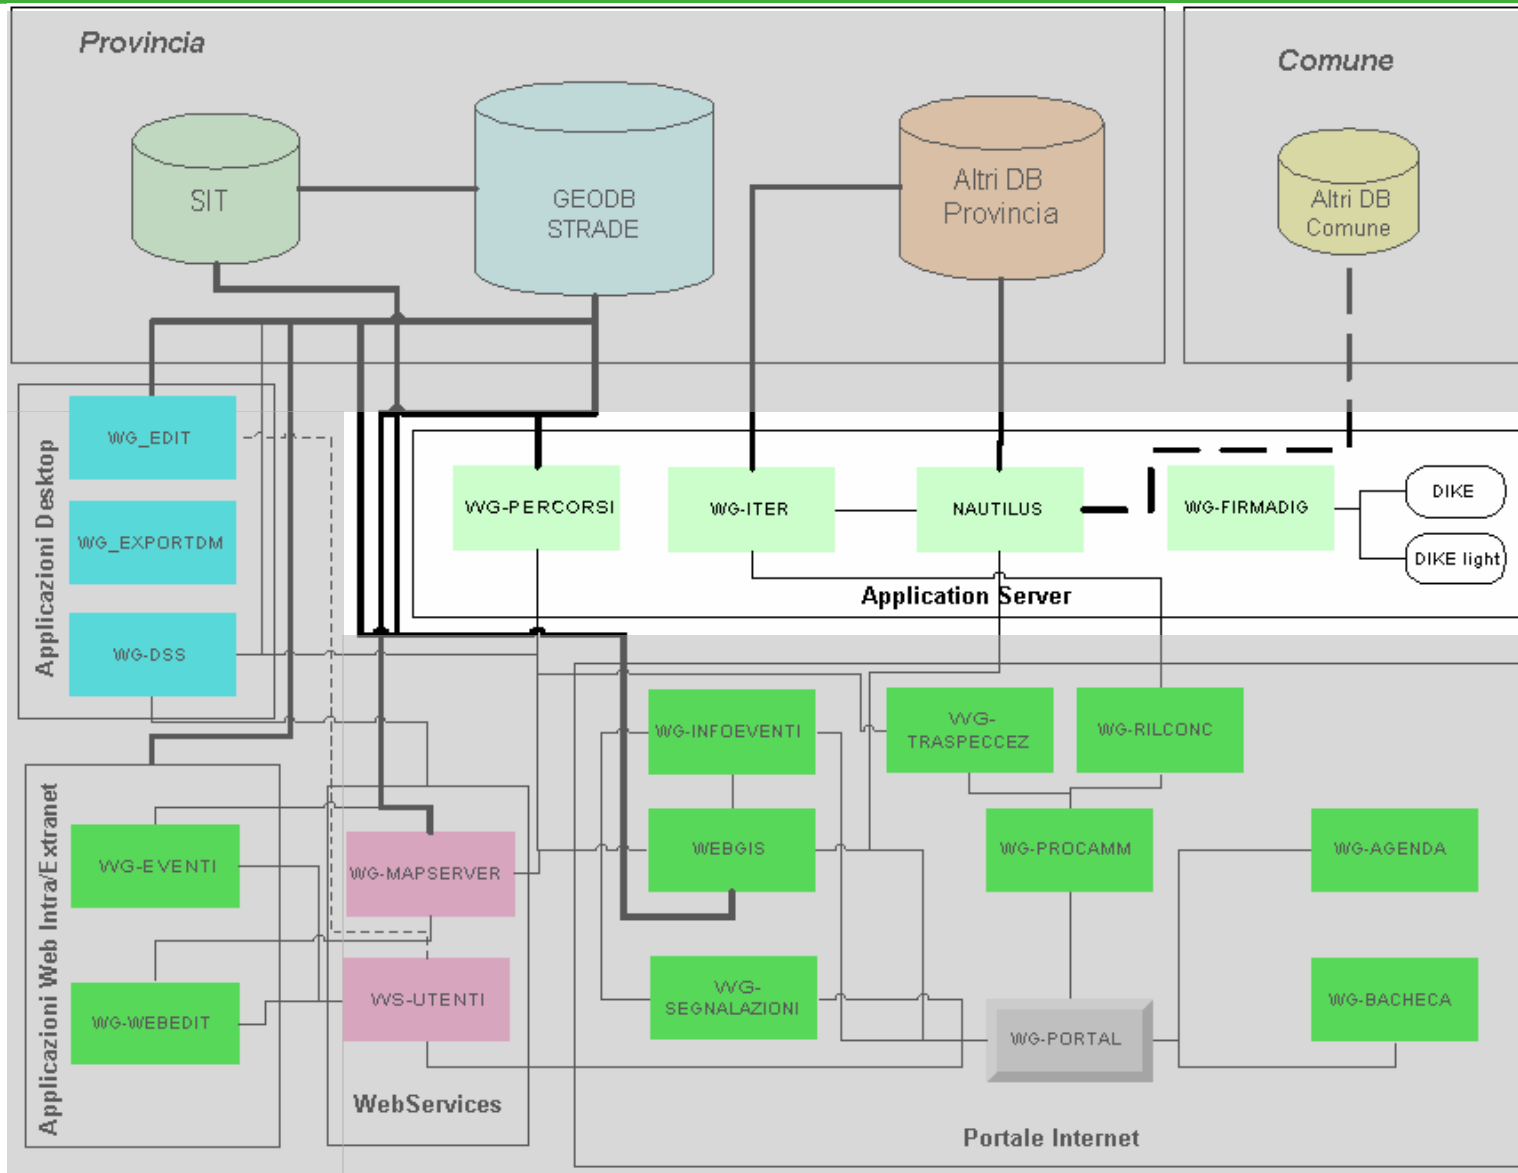 Provincia
Comune
SIT
GEODB
STRADE
Altri DB
Provincia
Altri DB
Comune
Applicazioni Desktop
WG_EDIT
WG_EXPORTDM
WG-DSS
WG-PERCORSI
WG-ITER
NAUTILUS
WG-FIRMADIG
DIKE
DIKE light
Application Server
Applicazioni Web Intra/Extranet
WG-EVENTI
WG-WEBEDIT
WG-MAPSERVER
WS-UTENTI
WebServices
WG-INFOEVENTI
WG-
TRASPECCEZ
WG-RILCONC
WEBGIS
WG-PROCAMM
WG-AGENDA
WG-
SEGNALAZIONI
WG-PORTAL
WG-BACHECA
Portale Internet